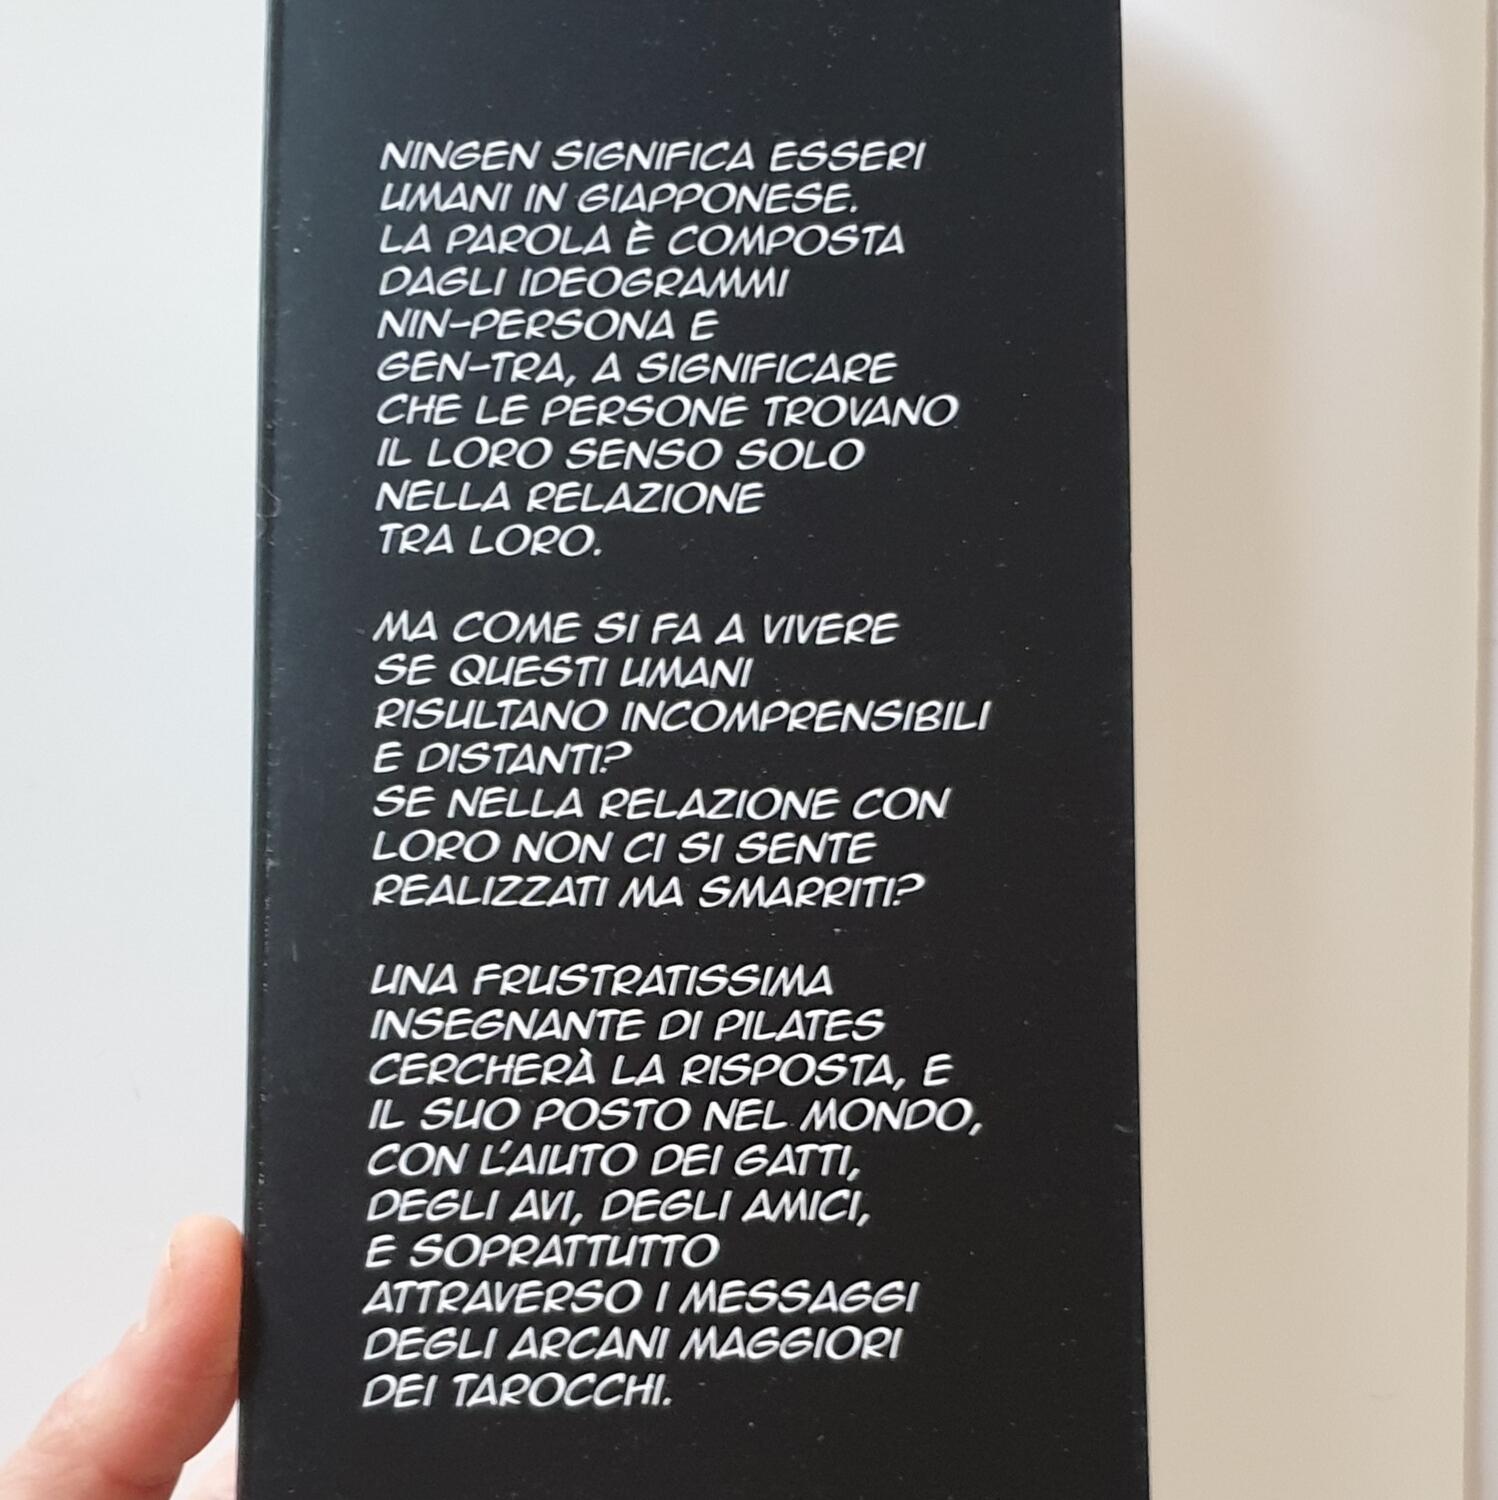 NINGEN SIGNIFICA ESSERI
UMANI IN GIAPPONESE.
LA PAROLA È COMPOSTA
DAGLI IDEOGRAMMI
NIN-PERSONA E
GEN-TRA, A SIGNIFICARE
CHE LE PERSONE TROVANO
IL LORO SENSO SOLO
NELLA RELAZIONE
TRA LORO.
MA COME SI FA A VIVERE
SE QUESTI UMANI
RISULTANO INCOMPRENSIBILI
E DISTANTI?
SE NELLA RELAZIONE CON
LORO NON CI SI SENTE
REALIZZATI MA SMARRITI?
UNA FRUSTRATISSIMA
INSEGNANTE DI PILATES
CERCHERÀ LA RISPOSTA, E
IL SUO POSTO NEL MONDO,
CON L'AIUTO DEI GATTI,
DEGLI AVI, DEGLI AMICI,
E SOPRATTUTTO
ATTRAVERSO I MESSAGGI
DEGLI ARCANI MAGGIORI
DEI TAROCCHI.